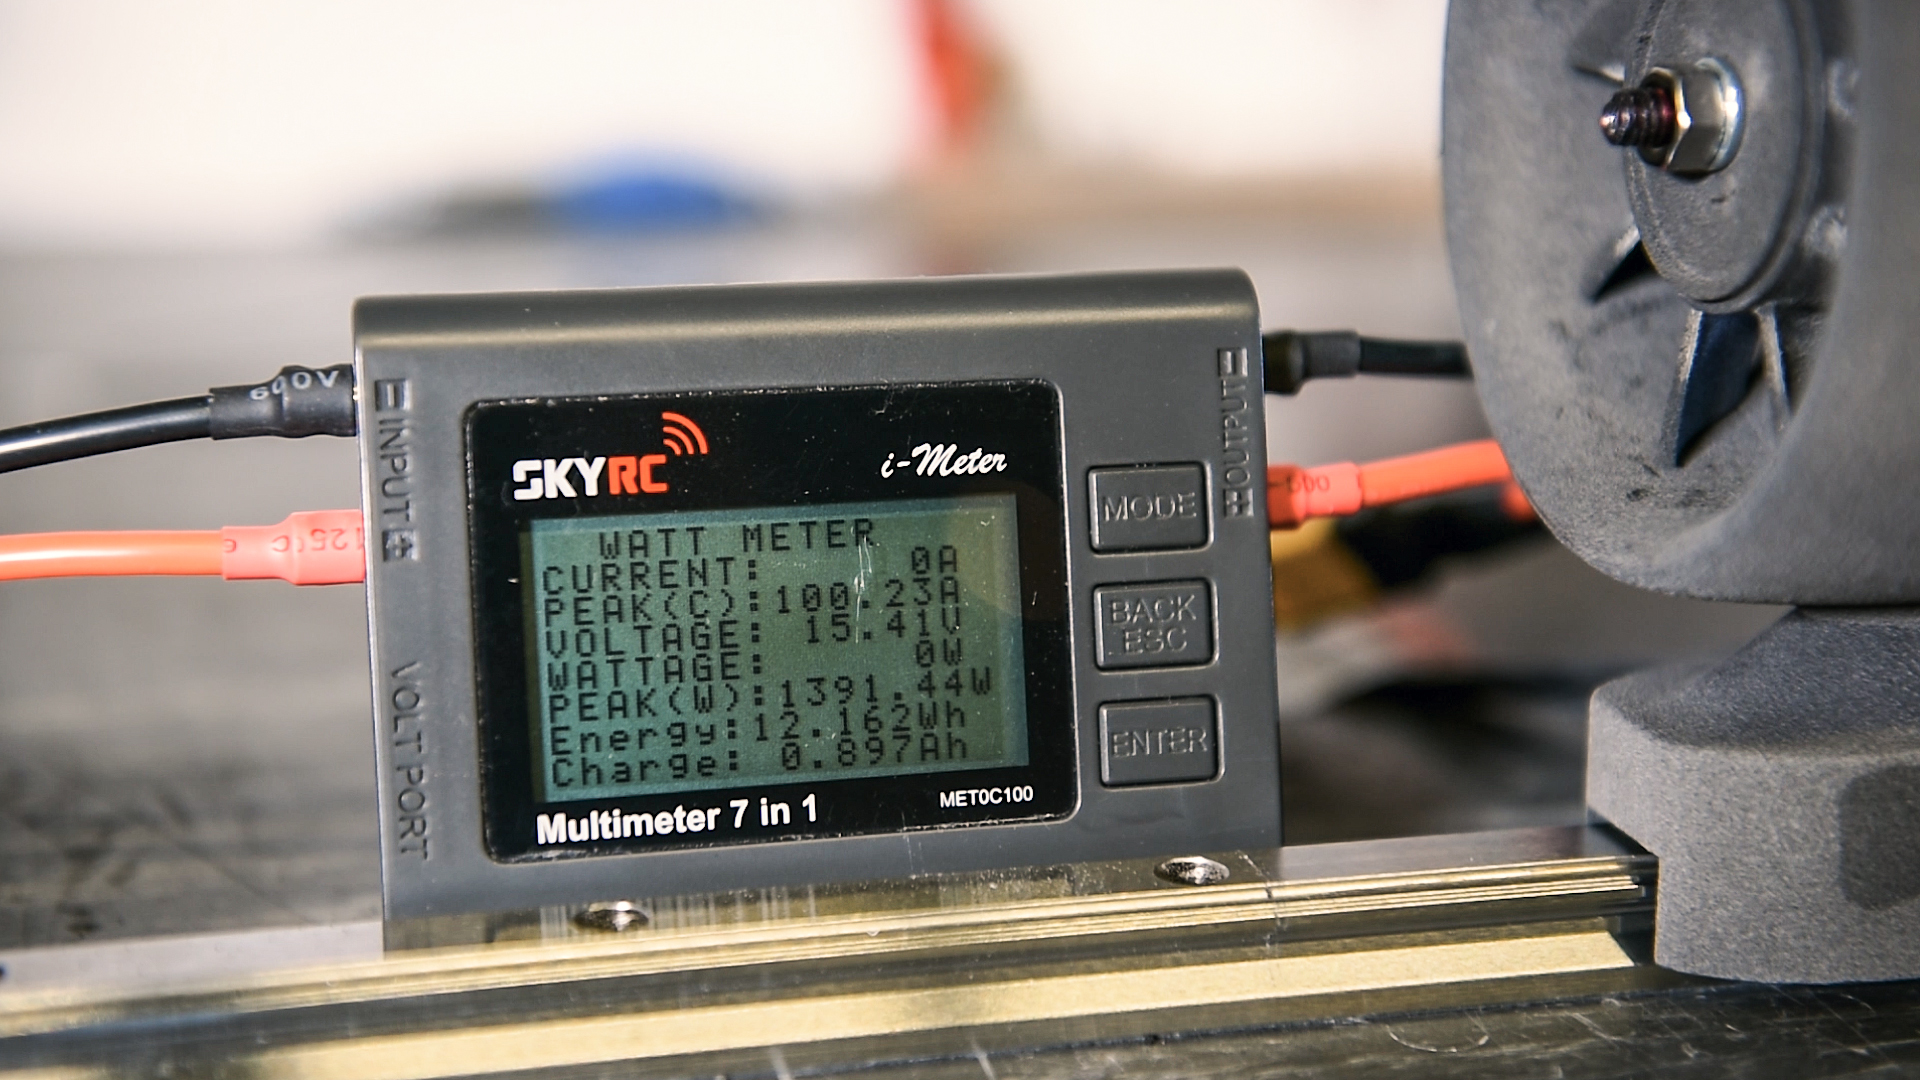 600V
125°C
INPUT
VOLT PORT
SKYRC
i-Meter
WATT METER
CURRENT: 0A
PEAK(C):100.23A
VOLTAGE: 15.41V
WATTAGE: 0W
PEAK(W):1391.44W
Energy:12.162Wh
Charge: 0.897Ah
Multimeter 7 in 1
MET0C100
OUTPUT
MODE
BACK
ESC
ENTER